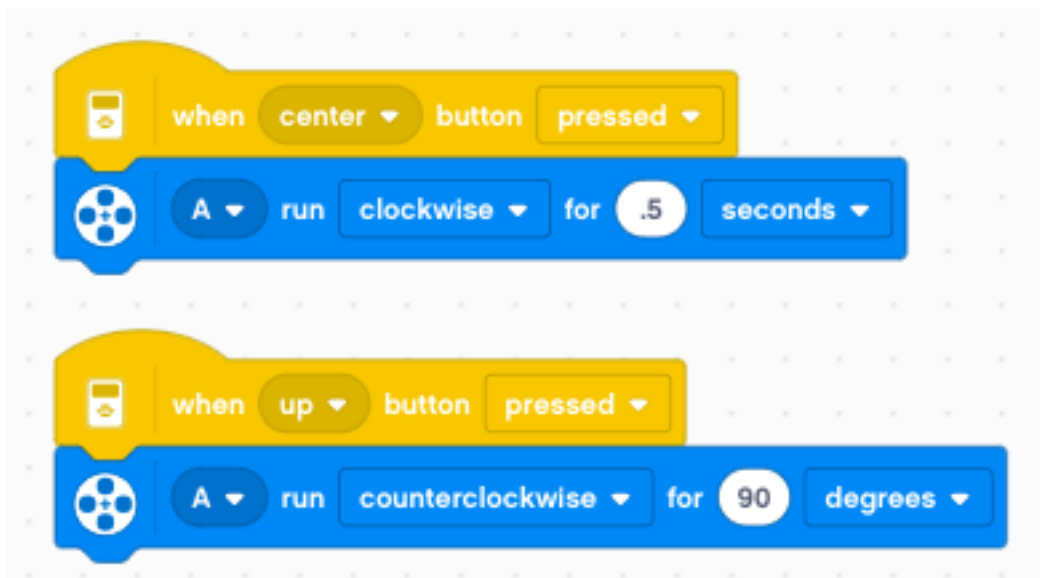 when center button pressed
A run clockwise for .5 seconds
when up button pressed
A run counterclockwise for 90 degrees